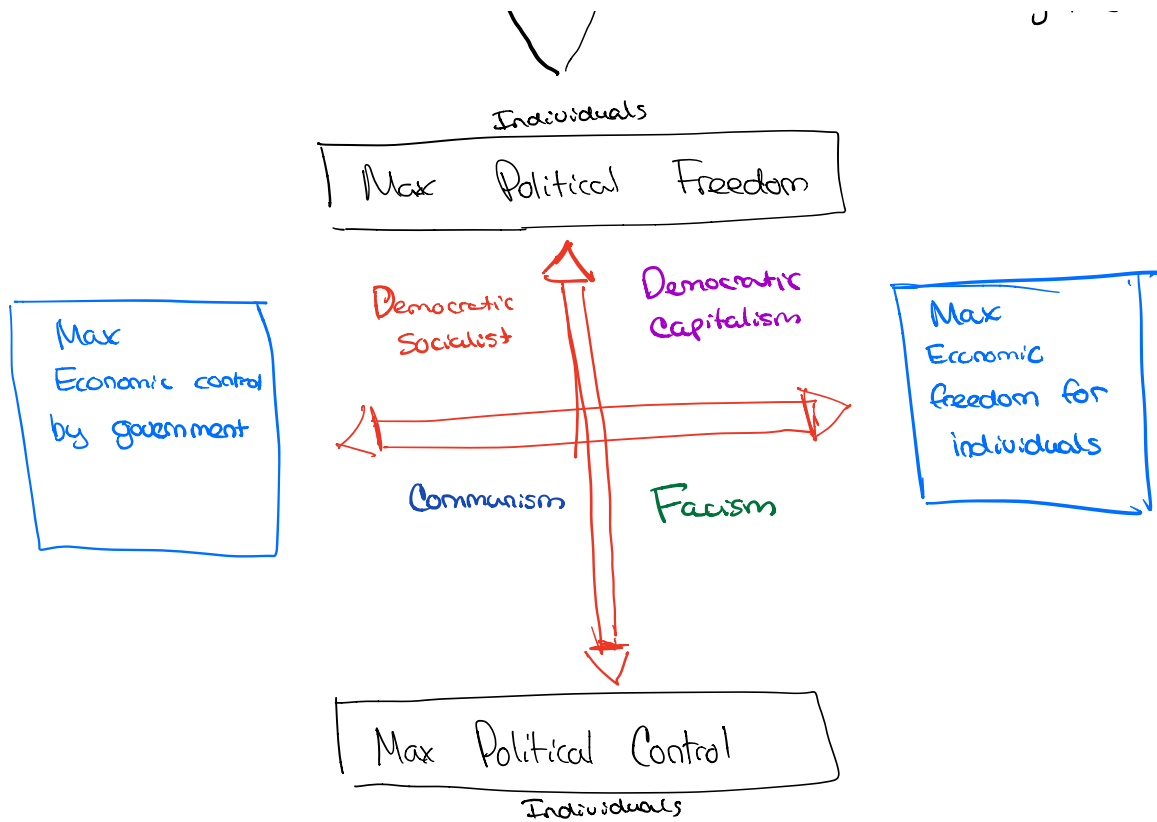 Individuals
Max Political Freedom
Democratic
Socialist
Democratic
Capitalism
Max
Economic control
by government
Max
Economic
freedom for
individuals
Communism
Facism
Max Political Control
Individuals